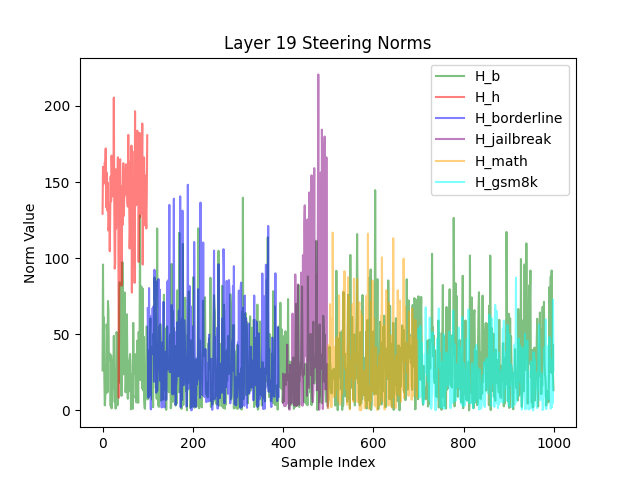 Layer 19 Steering Norms
Norm Value
200
150
100
50
0
H_b
H_h
H_borderline
H_jailbreak
H_math
H_gsm8k
0 200 400 600 800 1000
Sample Index